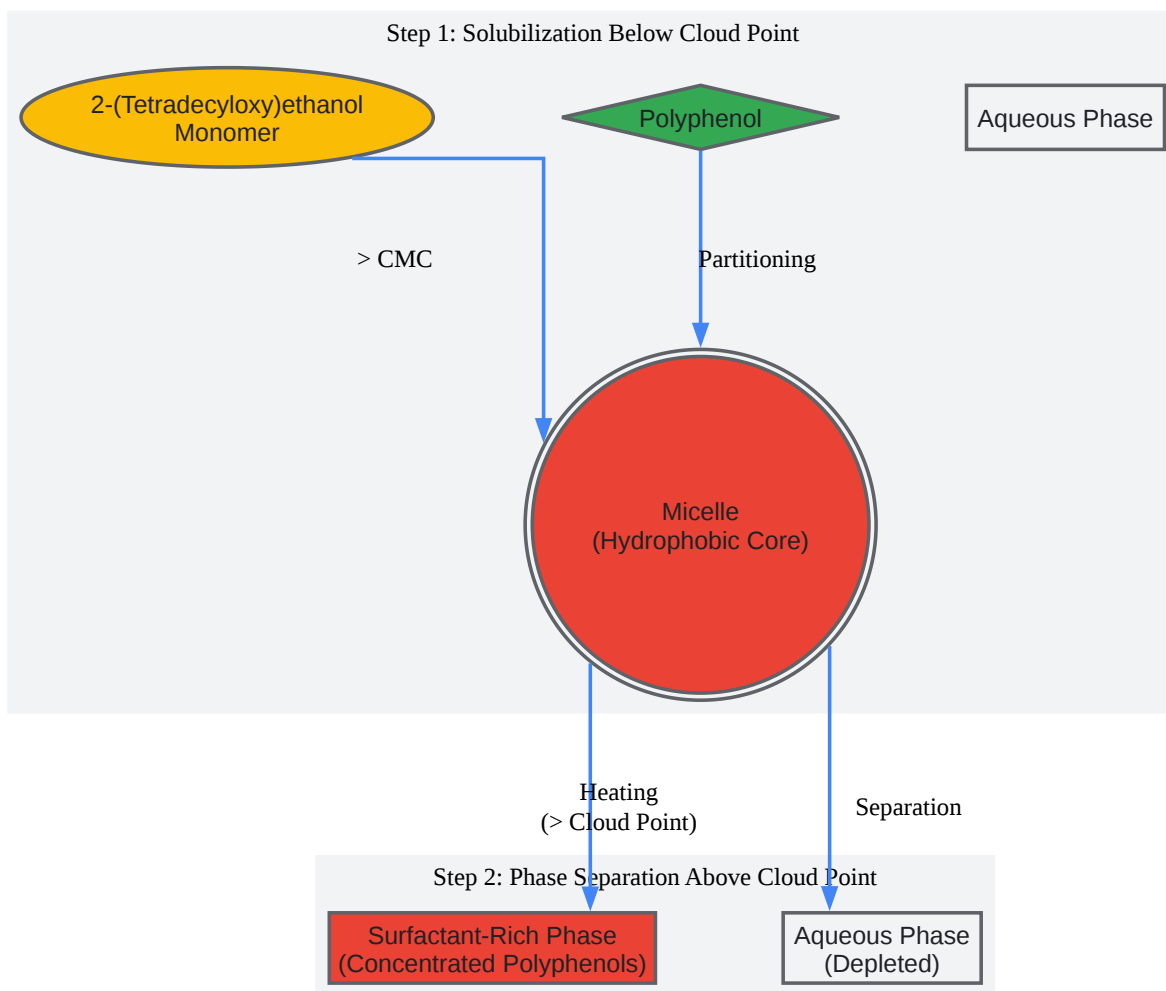 Step 1: Solubilization Below Cloud Point
2-(Tetradecyloxy)ethanol
Monomer
Polyphenol
Aqueous Phase
> CMC
Partitioning
Micelle
(Hydrophobic Core)
Heating
(> Cloud Point)
Separation
Step 2: Phase Separation Above Cloud Point
Surfactant-Rich Phase
(Concentrated Polyphenols)
Aqueous Phase
(Depleted)